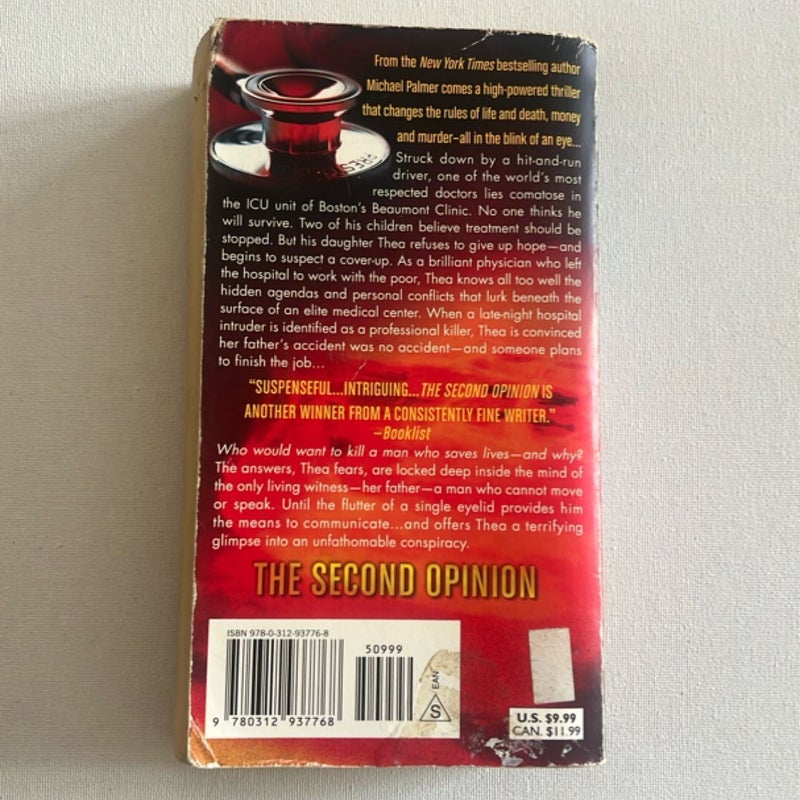 From the New York Times bestselling author
Michael Palmer comes a high-powered thriller
that changes the rules of life and death, money
and murder–all in the blink of an eye...
Struck down by a hit-and-run
driver, one of the world's most
respected doctors lies comatose in
the ICU unit of Boston's Beaumont Clinic. No one thinks he
will survive. Two of his children believe treatment should be
stopped. But his daughter Thea refuses to give up hope—and
begins to suspect a cover-up. As a brilliant physician who left
the hospital to work with the poor, Thea knows all too well the
hidden agendas and personal conflicts that lurk beneath the
surface of an elite medical center. When a late-night hospital
intruder is identified as a professional killer, Thea is convinced
her father's accident was no accident—and someone plans
to finish the job...
"SUSPENSEFUL...INTRIGUING...THE SECOND OPINION IS
ANOTHER WINNER FROM A CONSISTENTLY FINE WRITER."
–Booklist
Who would want to kill a man who saves lives—and why?
The answers, Thea fears, are locked deep inside the mind of
the only living witness—her father—a man who cannot move
or speak. Until the flutter of a single eyelid provides him
the means to communicate...and offers Thea a terrifying
glimpse into an unfathomable conspiracy.
THE SECOND OPINION
ISBN 978-0-312-93776-8
50999
9 780312 937768
EAN
S
U.S. $9.99
CAN. $11.99